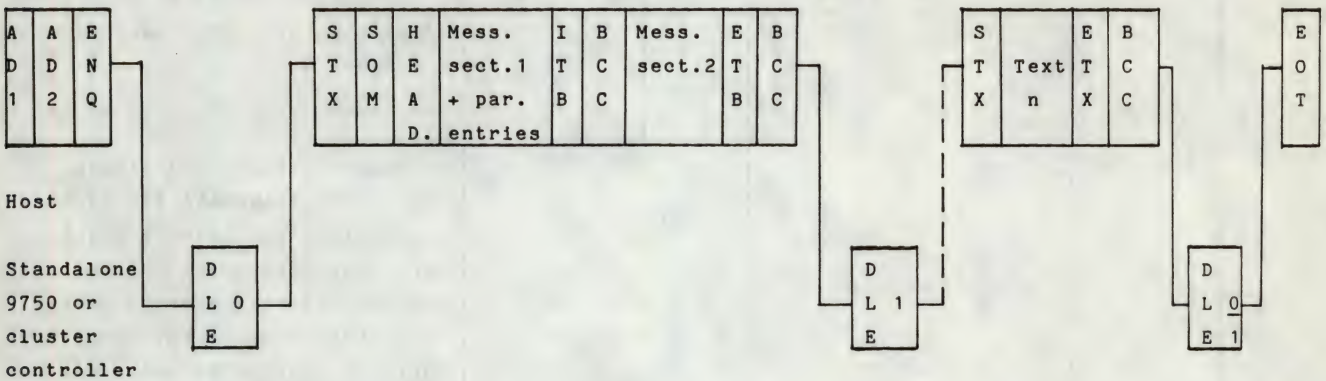 A A E S S H Mess. I B Mess. E B S E B E
D D N T O E sect.1 T C sect.2 T C T Text T C O
1 2 Q X M A + par. B C B C X n X C T
D. entries
Host
Standalone D D D
9750 or L 0 L 1 L 0
cluster E E E 1
controller